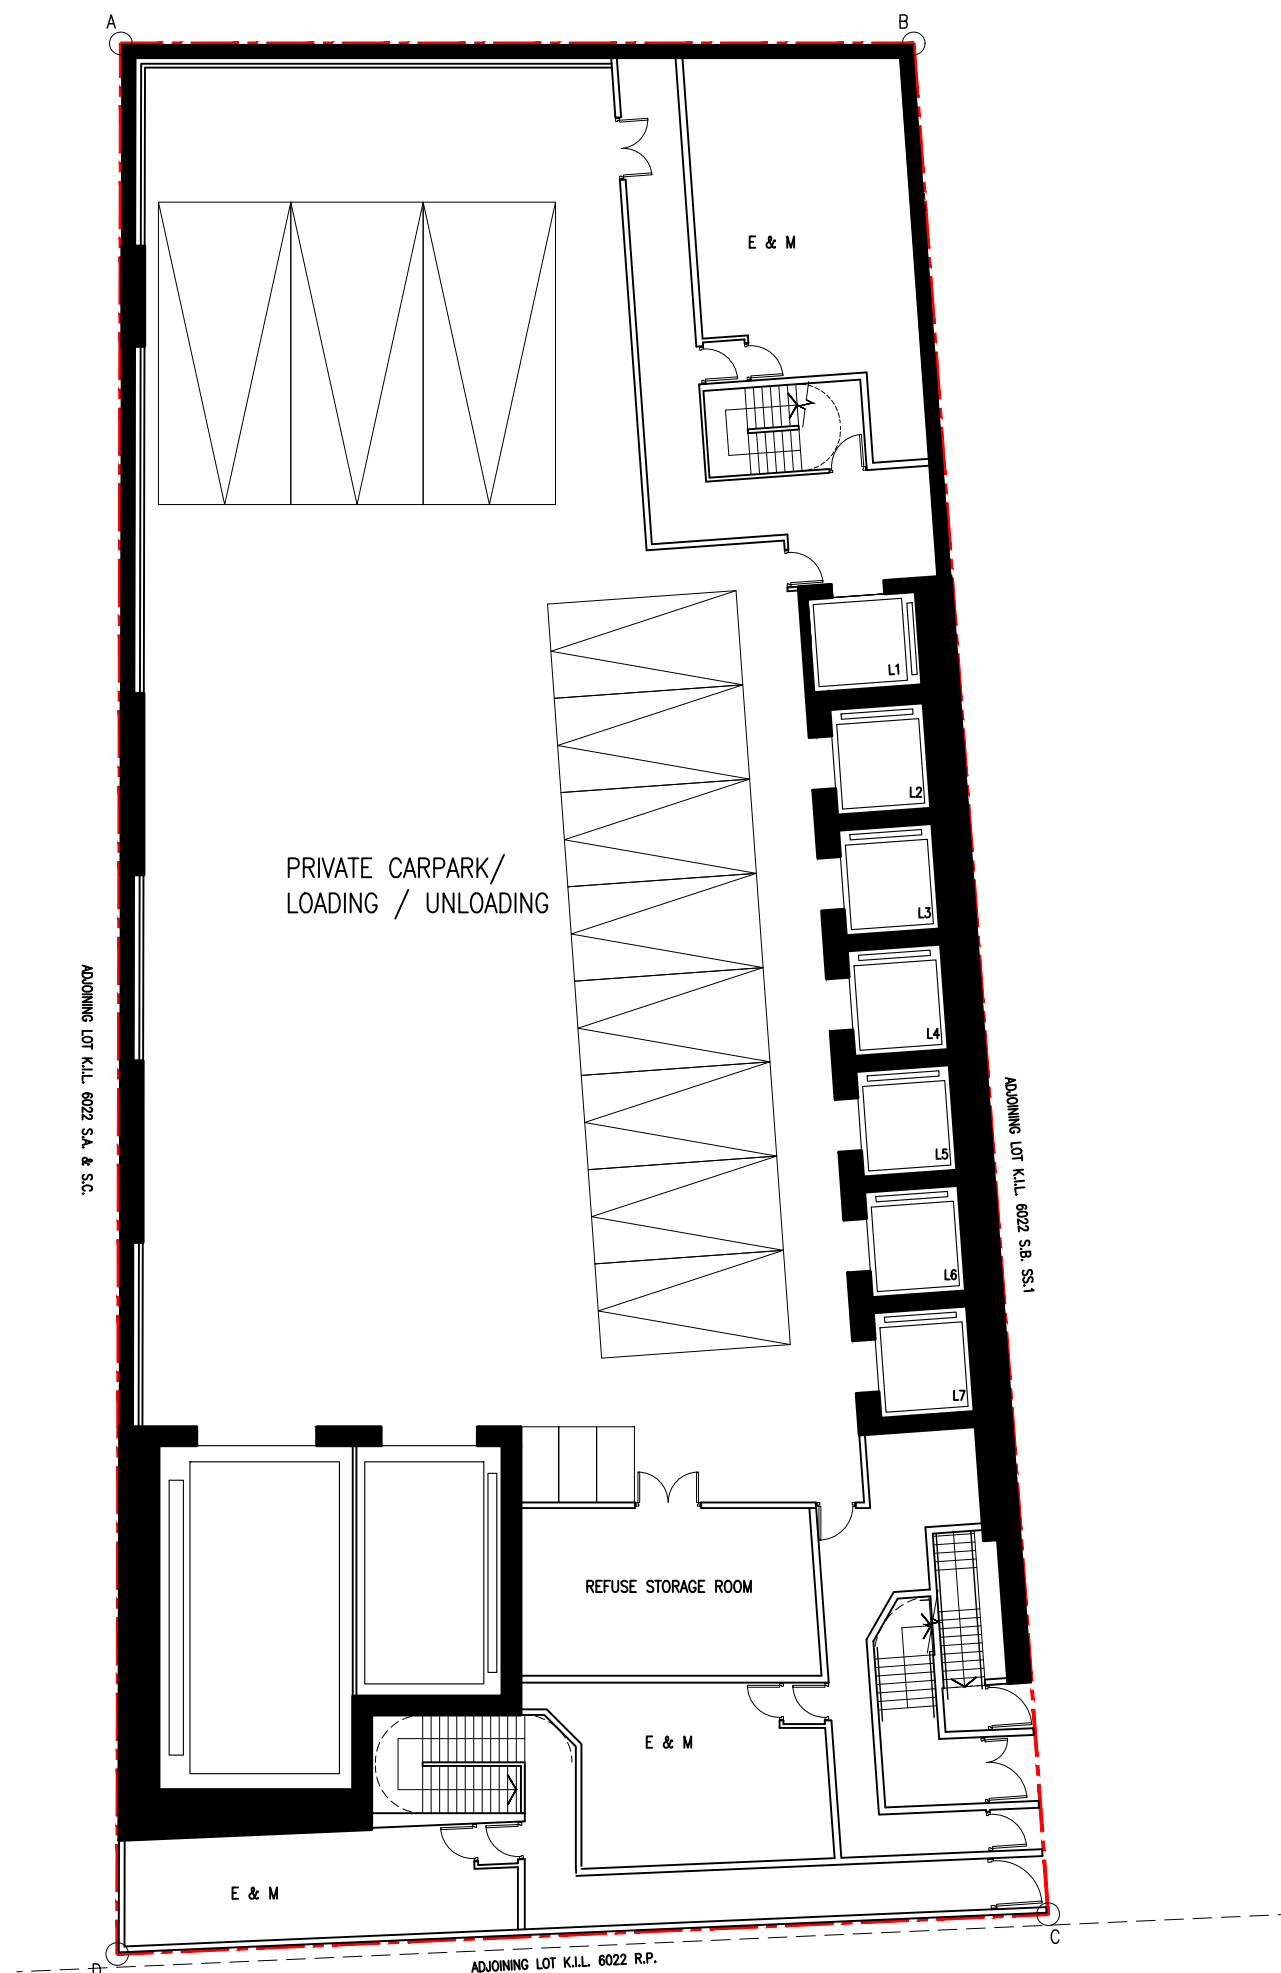 A
B
E & M
L1
L2
PRIVATE CARPARK/
LOADING / UNLOADING
L3
L4
ADJOINING LOT K.I.L. 6022 S.A. & S.C.
L5
ADJOINING LOT K.I.L. 6022 S.B. SS.1
L6
L7
REFUSE STORAGE ROOM
E & M
E & M
C
ADJOINING LOT K.I.L. 6022 R.P.
D